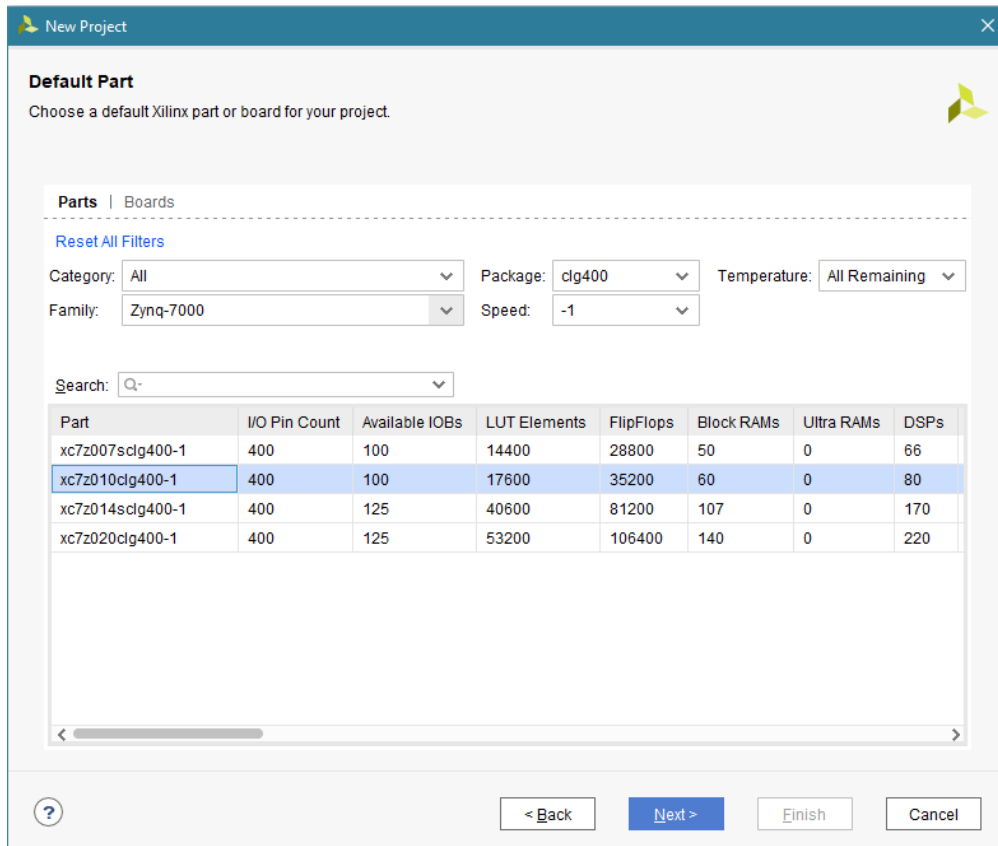 New Project
Default Part
Choose a default Xilinx part or board for your project.
Parts | Boards
Reset All Filters
Category: All Package: clg400 Temperature: All Remaining
Family: Zynq-7000 Speed: -1
Search:
Part I/O Pin Count Available IOBs LUT Elements FlipFlops Block RAMs Ultra RAMs DSPs
xc7z007sclg400-1 400 100 14400 28800 50 0 66
xc7z010clg400-1 400 100 17600 35200 60 0 80
xc7z014sclg400-1 400 125 40600 81200 107 0 170
xc7z020clg400-1 400 125 53200 106400 140 0 220
? < Back Next > Finish Cancel